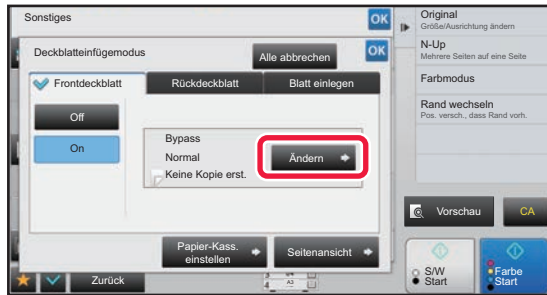 Sonstiges
OK
Deckblatteinfügemodus
Alle abbrechen
OK
Frontdeckblatt
Rückdeckblatt
Blatt einlegen
Off
On
Bypass
Normal
Keine Kopie erst.
Ändern
Papier-Kass.
einstellen
Seitenansicht
Zurück
Original
Größe/Ausrichtung ändern
N-Up
Mehrere Seiten auf eine Seite
Farbmodus
Rand wechseln
Pos. versch., dass Rand vorh.
Vorschau
CA
S/W
Start
Farbe
Start